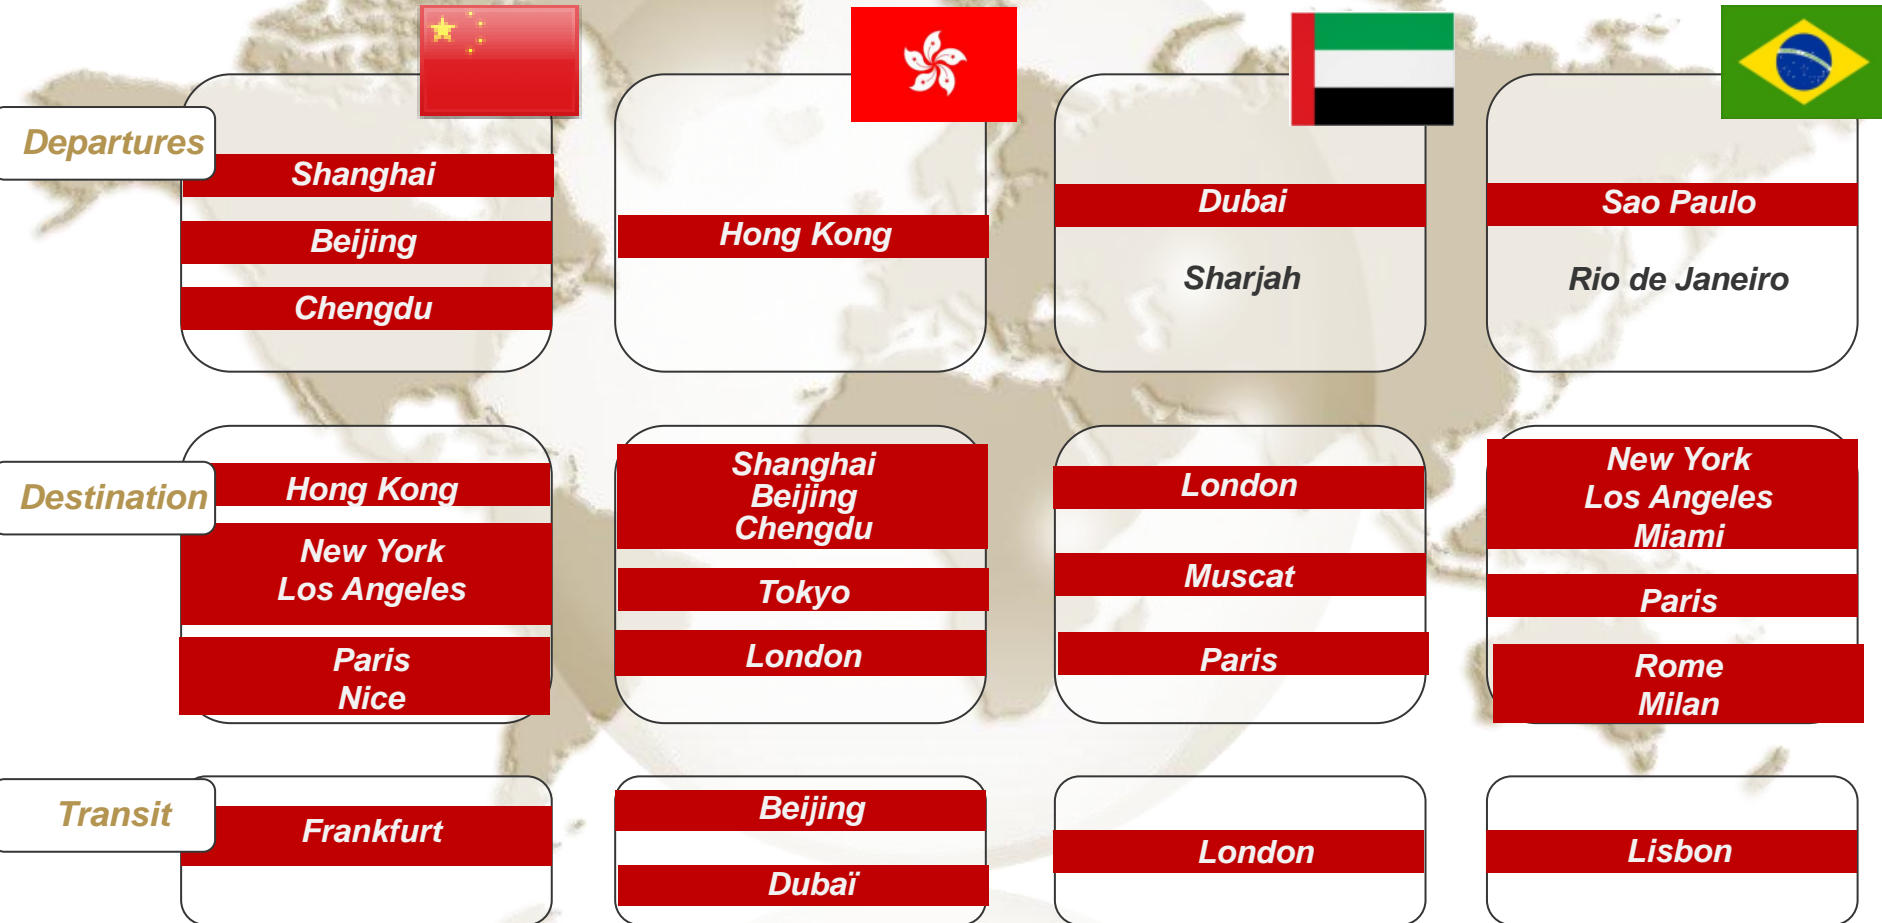 Departures
Shanghai
Beijing
Chengdu
Hong Kong
Dubai
Sharjah
Sao Paulo
Rio de Janeiro
Destination
Hong Kong
New York
Los Angeles
Paris
Nice
Shanghai
Beijing
Chengdu
Tokyo
London
London
Muscat
Paris
New York
Los Angeles
Miami
Paris
Rome
Milan
Transit
Frankfurt
Beijing
Dubaï
London
Lisbon